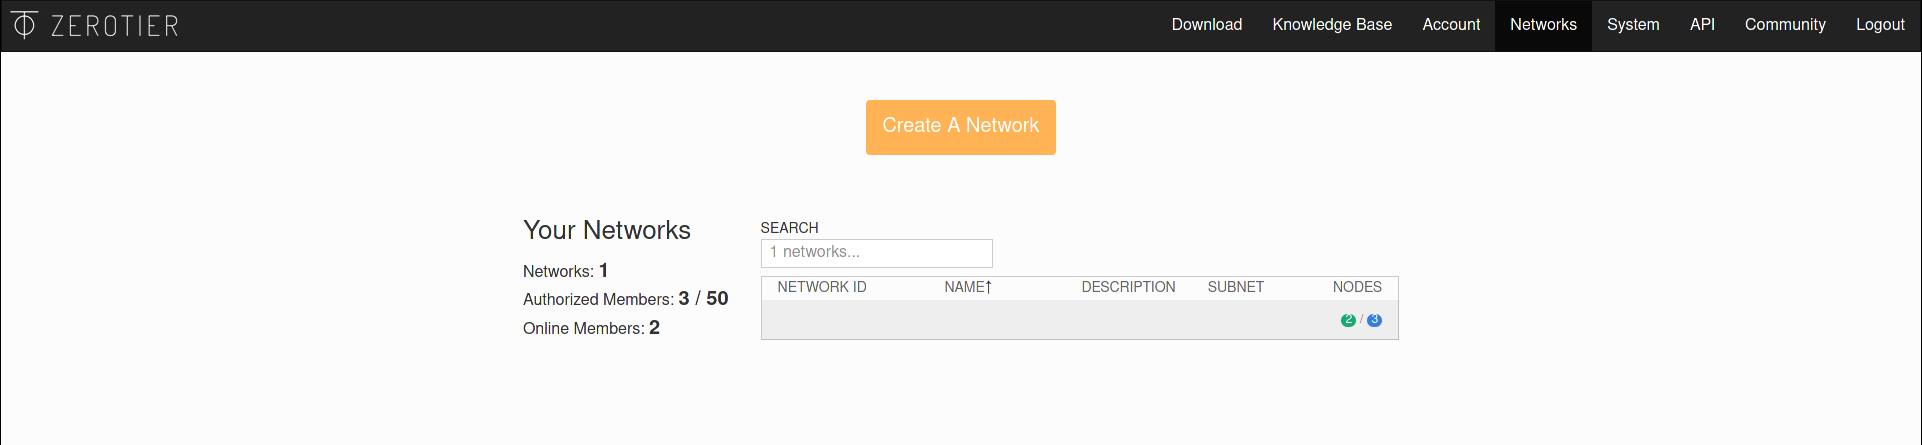 ZEROTIER
Download Knowledge Base Account Networks System API Community Logout
Create A Network
Your Networks
Networks: 1
Authorized Members: 3 / 50
Online Members: 2
SEARCH
1 networks...
NETWORK ID NAME↑ DESCRIPTION SUBNET NODES
2 / 3